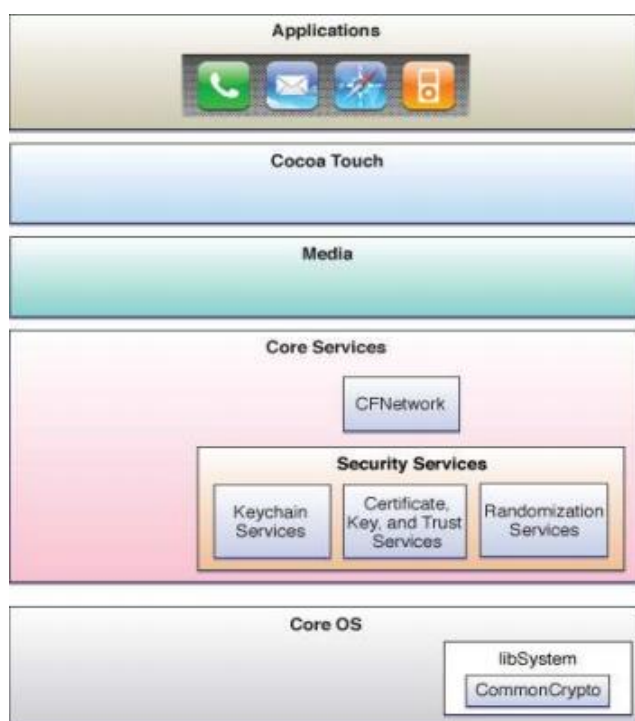 Applications
Cocoa Touch
Media
Core Services
CFNetwork
Security Services
Keychain
Services
Certificate,
Key, and Trust
Services
Randomization
Services
Core OS
libSystem
CommonCrypto